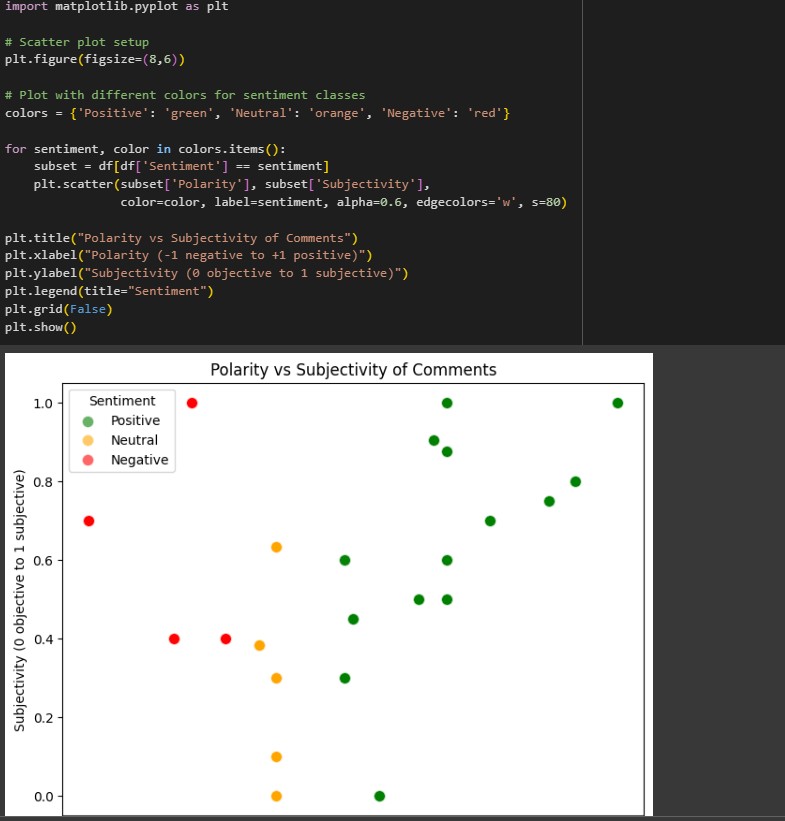 import matplotlib.pyplot as plt
# Scatter plot setup
plt.figure(figsize=(8,6))
# Plot with different colors for sentiment classes
colors = {'Positive': 'green', 'Neutral': 'orange', 'Negative': 'red'}
for sentiment, color in colors.items():
    subset = df[df['Sentiment'] == sentiment]
    plt.scatter(subset['Polarity'], subset['Subjectivity'],
                color=color, label=sentiment, alpha=0.6, edgecolors='w', s=80)
plt.title("Polarity vs Subjectivity of Comments")
plt.xlabel("Polarity (-1 negative to +1 positive)")
plt.ylabel("Subjectivity (0 objective to 1 subjective)")
plt.legend(title="Sentiment")
plt.grid(False)
plt.show()
Polarity vs Subjectivity of Comments
Sentiment
Positive
Neutral
Negative
Subjectivity (0 objective to 1 subjective)
1.0
0.8
0.6
0.4
0.2
0.0